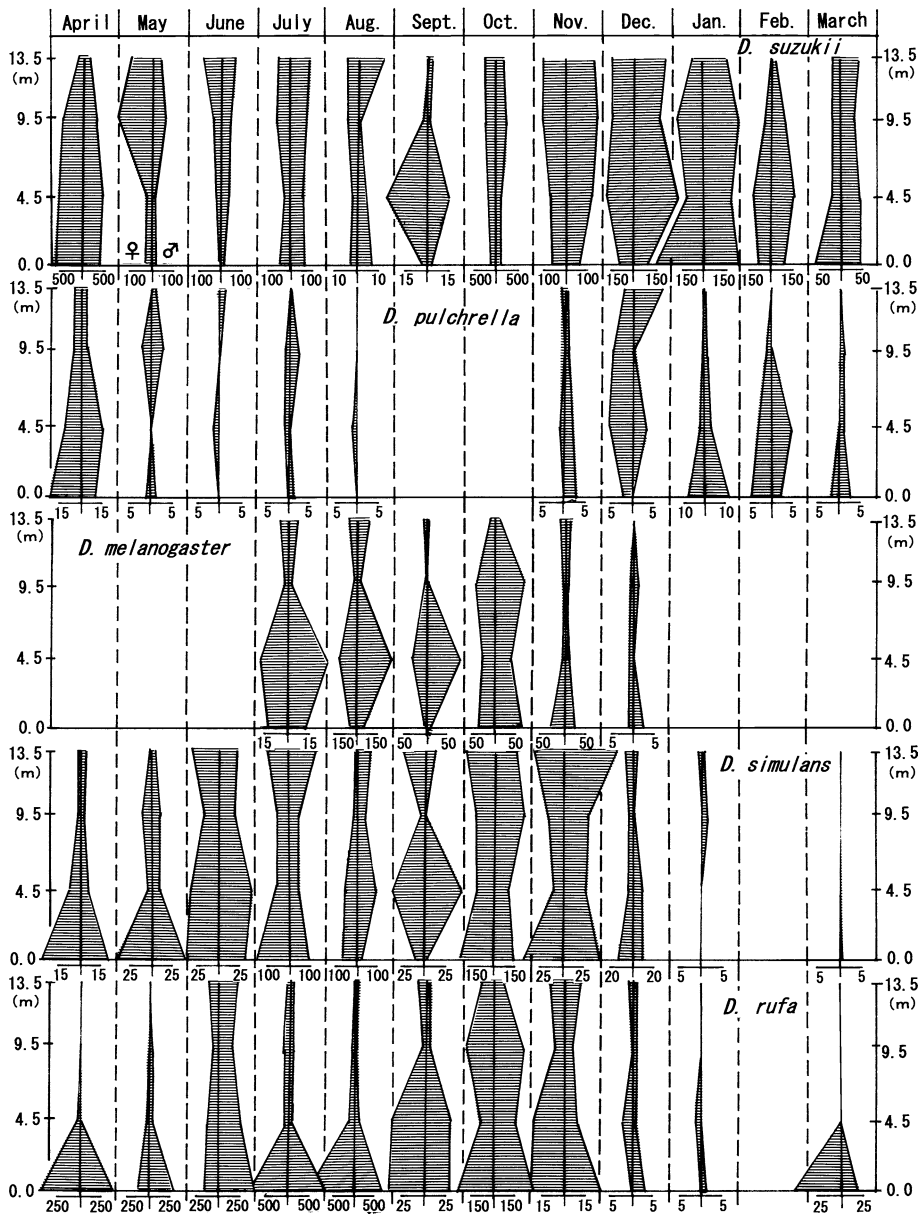 April May June July Aug. Sept. Oct. Nov. Dec. Jan. Feb. March
D. suzukii
13.5 13.5
(m) (m)
9.5 9.5
4.5 4.5
♀ ♂
0.0 0.0
500 500 100 100 100 100 100 100 10 10 15 15 500 500 100 100 150 150 150 150 150 150 50 50
13.5 D. pulchrella 13.5
(m) (m)
9.5 9.5
4.5 4.5
0.0 0.0
15 15 5 5 5 5 5 5 5 5 5 5 5 5 10 10 5 5 5 5
13.5 13.5
(m) D. melanogaster (m)
9.5 9.5
4.5 4.5
0.0 0.0
15 15 150 150 50 50 50 50 50 50 5 5
13.5 D. simulans 13.5
(m) (m)
9.5 9.5
4.5 4.5
0.0 0.0
15 15 25 25 25 25 100 100 100 100 25 25 150 150 25 25 20 20 5 5 5 5
13.5 D. rufa 13.5
(m) (m)
9.5 9.5
4.5 4.5
0.0 0.0
250 250 250 250 250 250 500 500 500 500 25 25 150 150 15 15 5 5 5 5 25 25